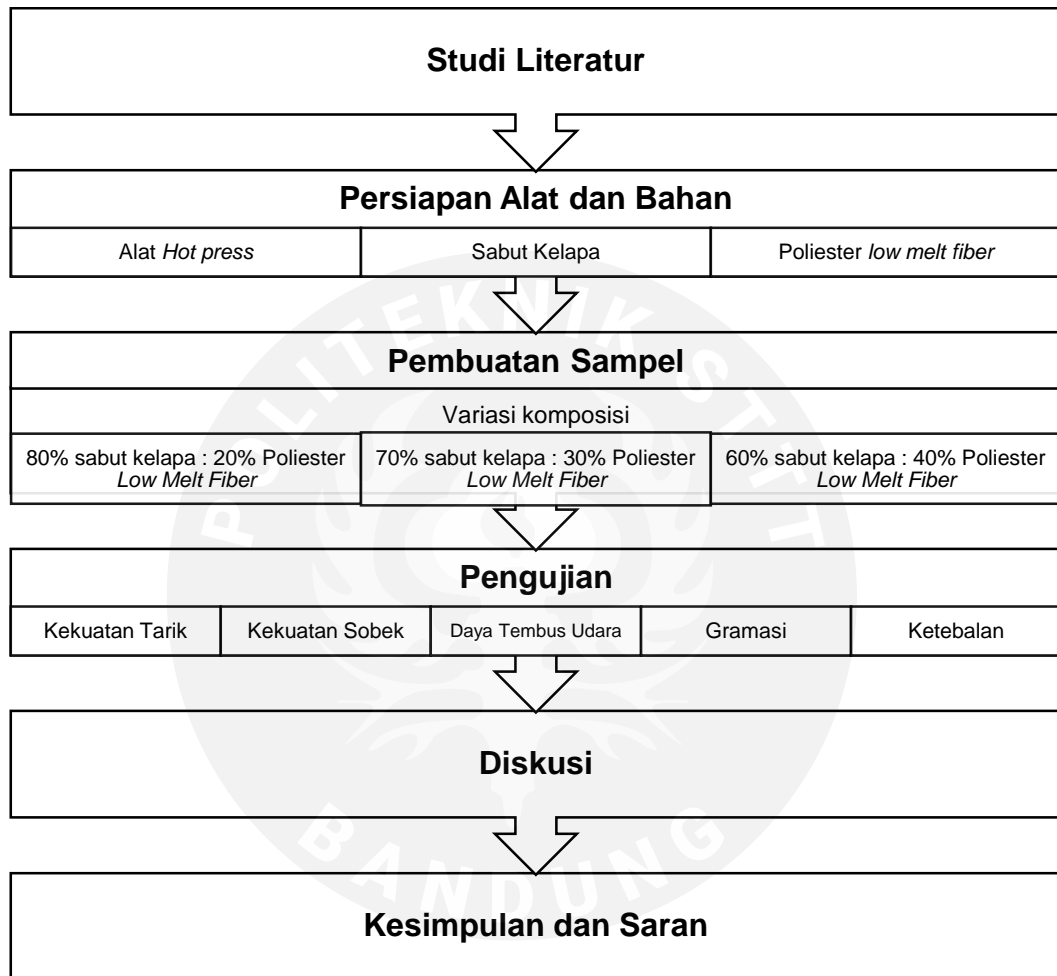 Studi Literatur
Persiapan Alat dan Bahan
Alat Hot press
Sabut Kelapa
Poliester low melt fiber
Pembuatan Sampel
Variasi komposisi
80% sabut kelapa : 20% Poliester
Low Melt Fiber
70% sabut kelapa : 30% Poliester
Low Melt Fiber
60% sabut kelapa : 40% Poliester
Low Melt Fiber
Pengujian
Kekuatan Tarik
Kekuatan Sobek
Daya Tembus Udara
Gramasi
Ketebalan
Diskusi
Kesimpulan dan Saran
POLITEKNIK STTT
BANDUNG